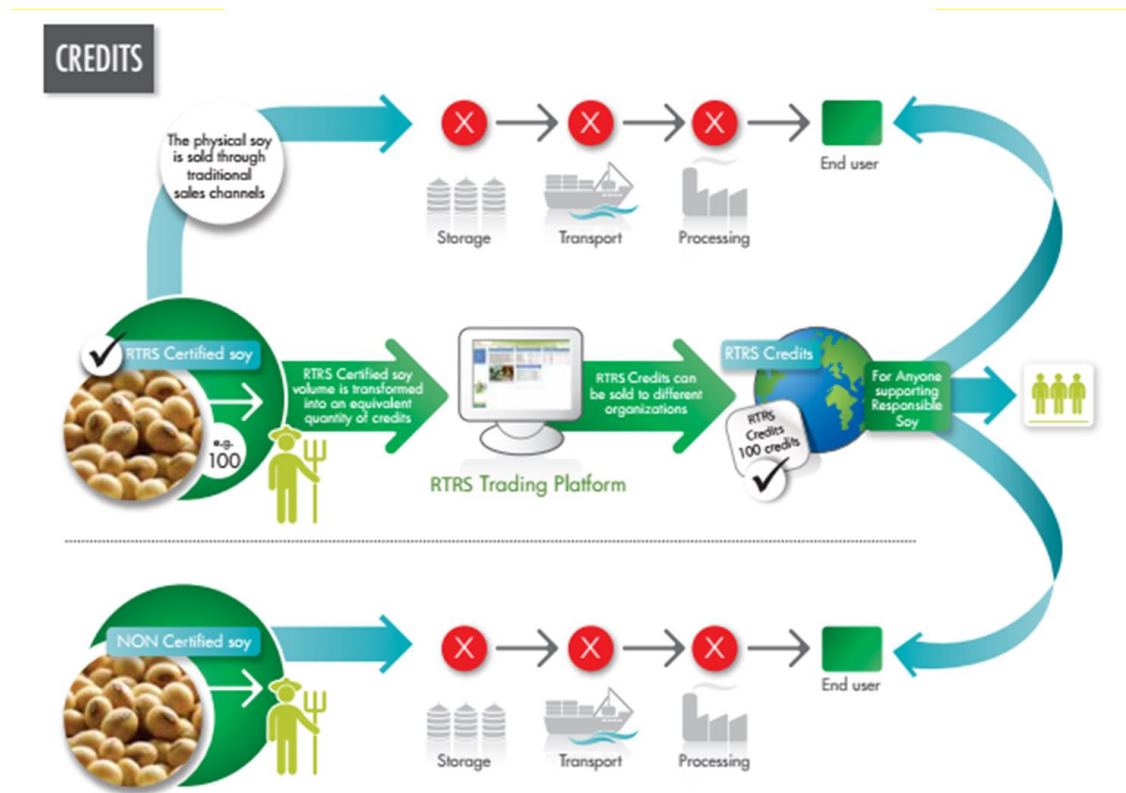 CREDITS
The physical soy
is sold through
traditional
sales channels
X
X
X
End user
Storage
Transport
Processing
RTRS Certified soy
e.g.
100
RTRS Certified soy
volume is transformed
into an equivalent
quantity of credits
RTRS Trading Platform
RTRS Credits can
be sold to different
organizations
RTRS Credits
RTRS
Credits
100 credits
For Anyone
supporting
Responsible
Soy
NON Certified soy
X
X
X
End user
Storage
Transport
Processing